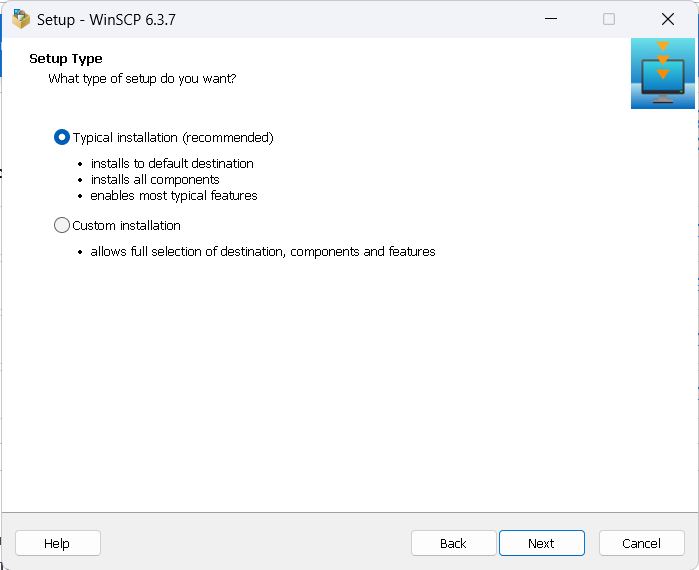 Setup - WinSCP 6.3.7
Setup Type
What type of setup do you want?
Typical installation (recommended)
• installs to default destination
• installs all components
• enables most typical features
Custom installation
• allows full selection of destination, components and features
Help
Back
Next
Cancel